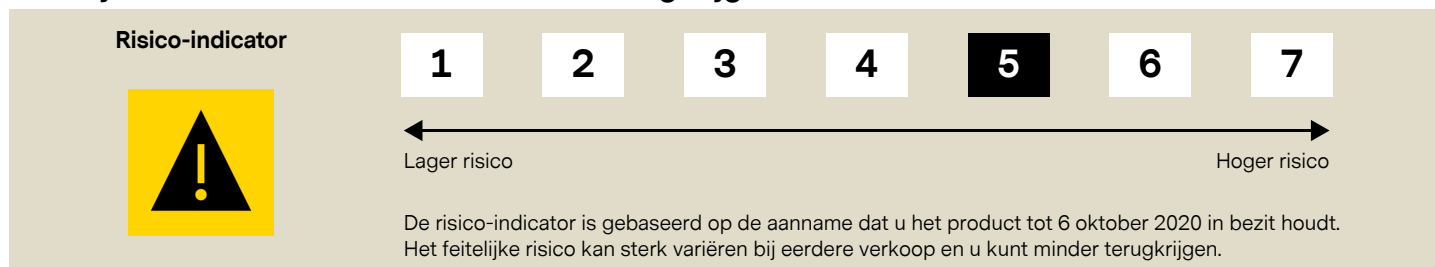 Risico-indicator
1 2 3 4 5 6 7
Lager risico Hoger risico
De risico-indicator is gebaseerd op de aanname dat u het product tot 6 oktober 2020 in bezit houdt.
Het feitelijke risico kan sterk variëren bij eerdere verkoop en u kunt minder terugkrijgen.